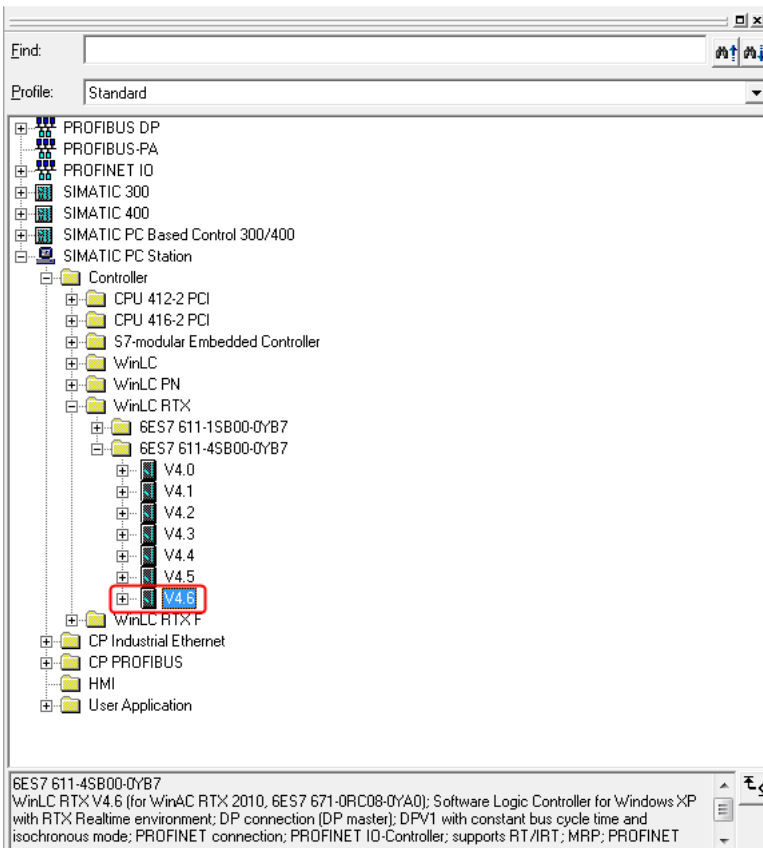 Find:
Profile: Standard
PROFIBUS DP
PROFIBUS-PA
PROFINET IO
SIMATIC 300
SIMATIC 400
SIMATIC PC Based Control 300/400
SIMATIC PC Station
Controller
CPU 412-2 PCI
CPU 416-2 PCI
S7-modular Embedded Controller
WinLC
WinLC PN
WinLC RTX
6ES7 611-1SB00-0YB7
6ES7 611-4SB00-0YB7
V4.0
V4.1
V4.2
V4.3
V4.4
V4.5
V4.6
WinLC RTX F
CP Industrial Ethernet
CP PROFIBUS
HMI
User Application
6ES7 611-4SB00-0YB7
WinLC RTX V4.6 (for WinAC RTX 2010, 6ES7 671-0RC08-0YA0); Software Logic Controller for Windows XP
with RTX Realtime environment; DP connection (DP master); DPV1 with constant bus cycle time and
isochronous mode; PROFINET connection; PROFINET IO-Controller; supports RT/IRT; MRP; PROFINET